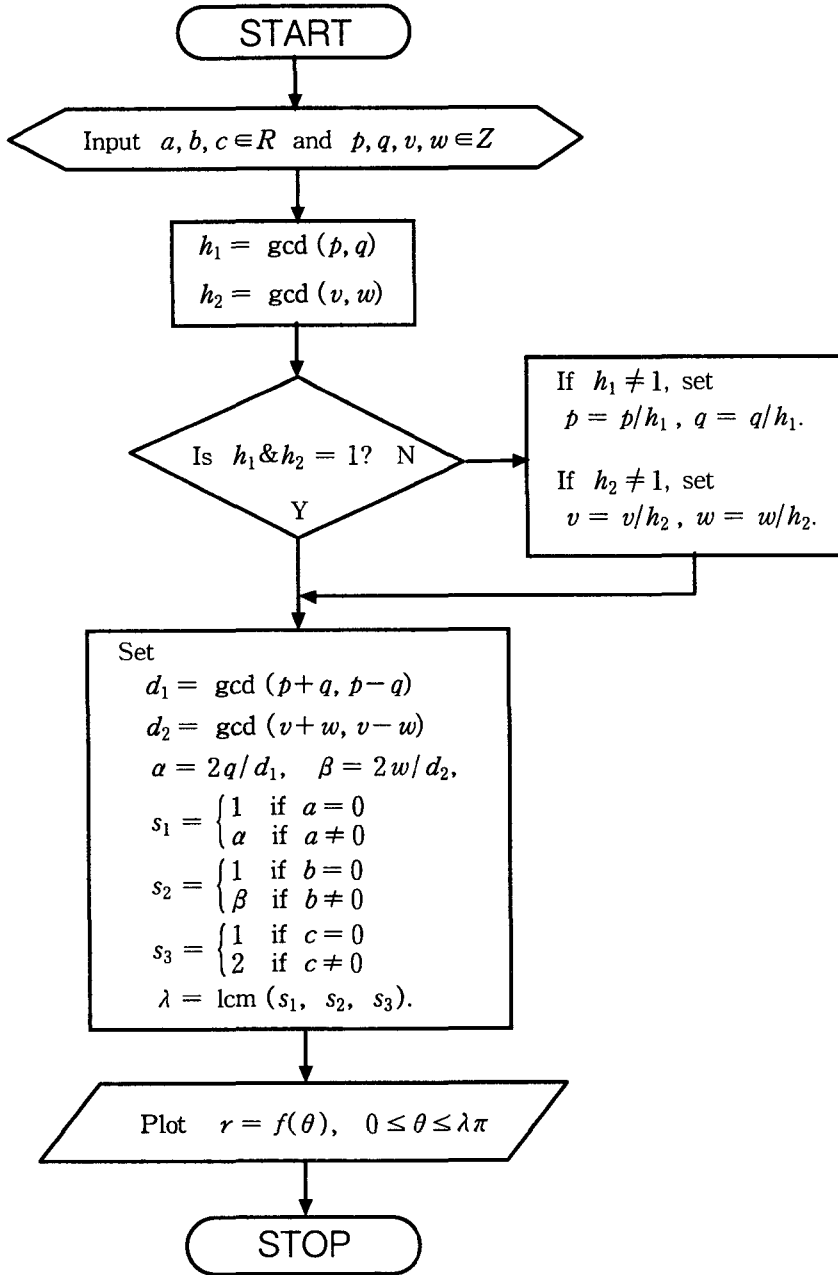 START
Input a, b, c ∈ R and p, q, v, w ∈ Z
h₁ = gcd (p, q)
h₂ = gcd (v, w)
Is h₁ & h₂ = 1? N
Y
If h₁ ≠ 1, set
p = p/h₁ , q = q/h₁.
If h₂ ≠ 1, set
v = v/h₂ , w = w/h₂.
Set
d₁ = gcd (p+q, p−q)
d₂ = gcd (v+w, v−w)
α = 2q/d₁, β = 2w/d₂,
s₁ = { 1 if a = 0
α if a ≠ 0
s₂ = { 1 if b = 0
β if b ≠ 0
s₃ = { 1 if c = 0
2 if c ≠ 0
λ = lcm (s₁, s₂, s₃).
Plot r = f(θ), 0 ≤ θ ≤ λπ
STOP